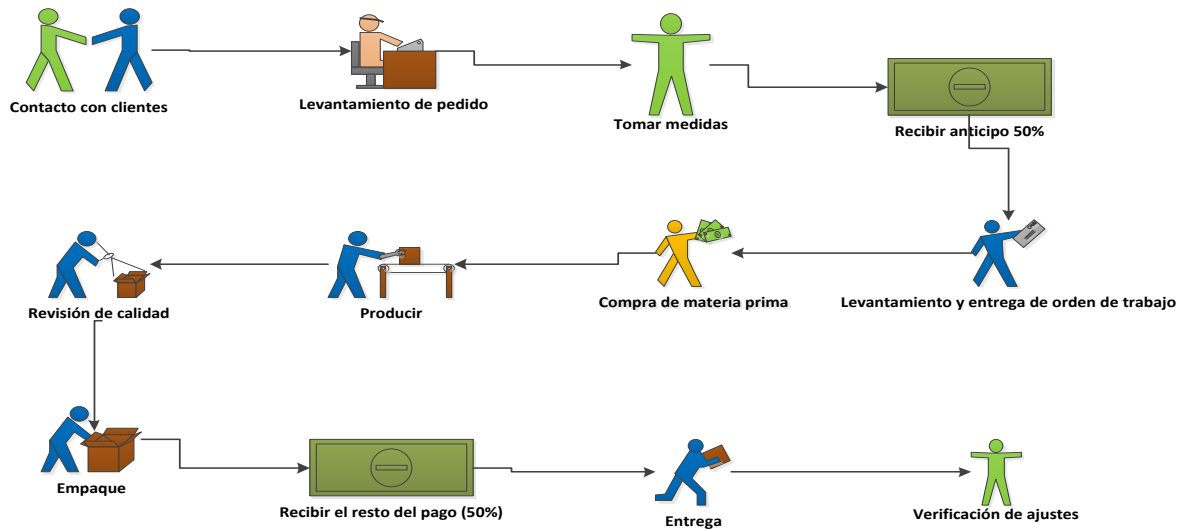 Contacto con clientes
Levantamiento de pedido
Tomar medidas
Recibir anticipo 50%
Levantamiento y entrega de orden de trabajo
Compra de materia prima
Producir
Revisión de calidad
Empaque
Recibir el resto del pago (50%)
Entrega
Verificación de ajustes